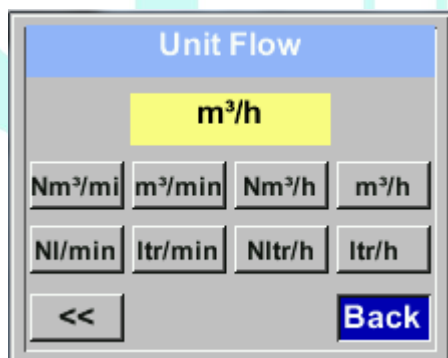 Unit Flow
m³/h
Nm³/mi m³/min Nm³/h m³/h
Nl/min ltr/min Nltr/h ltr/h
<< Back